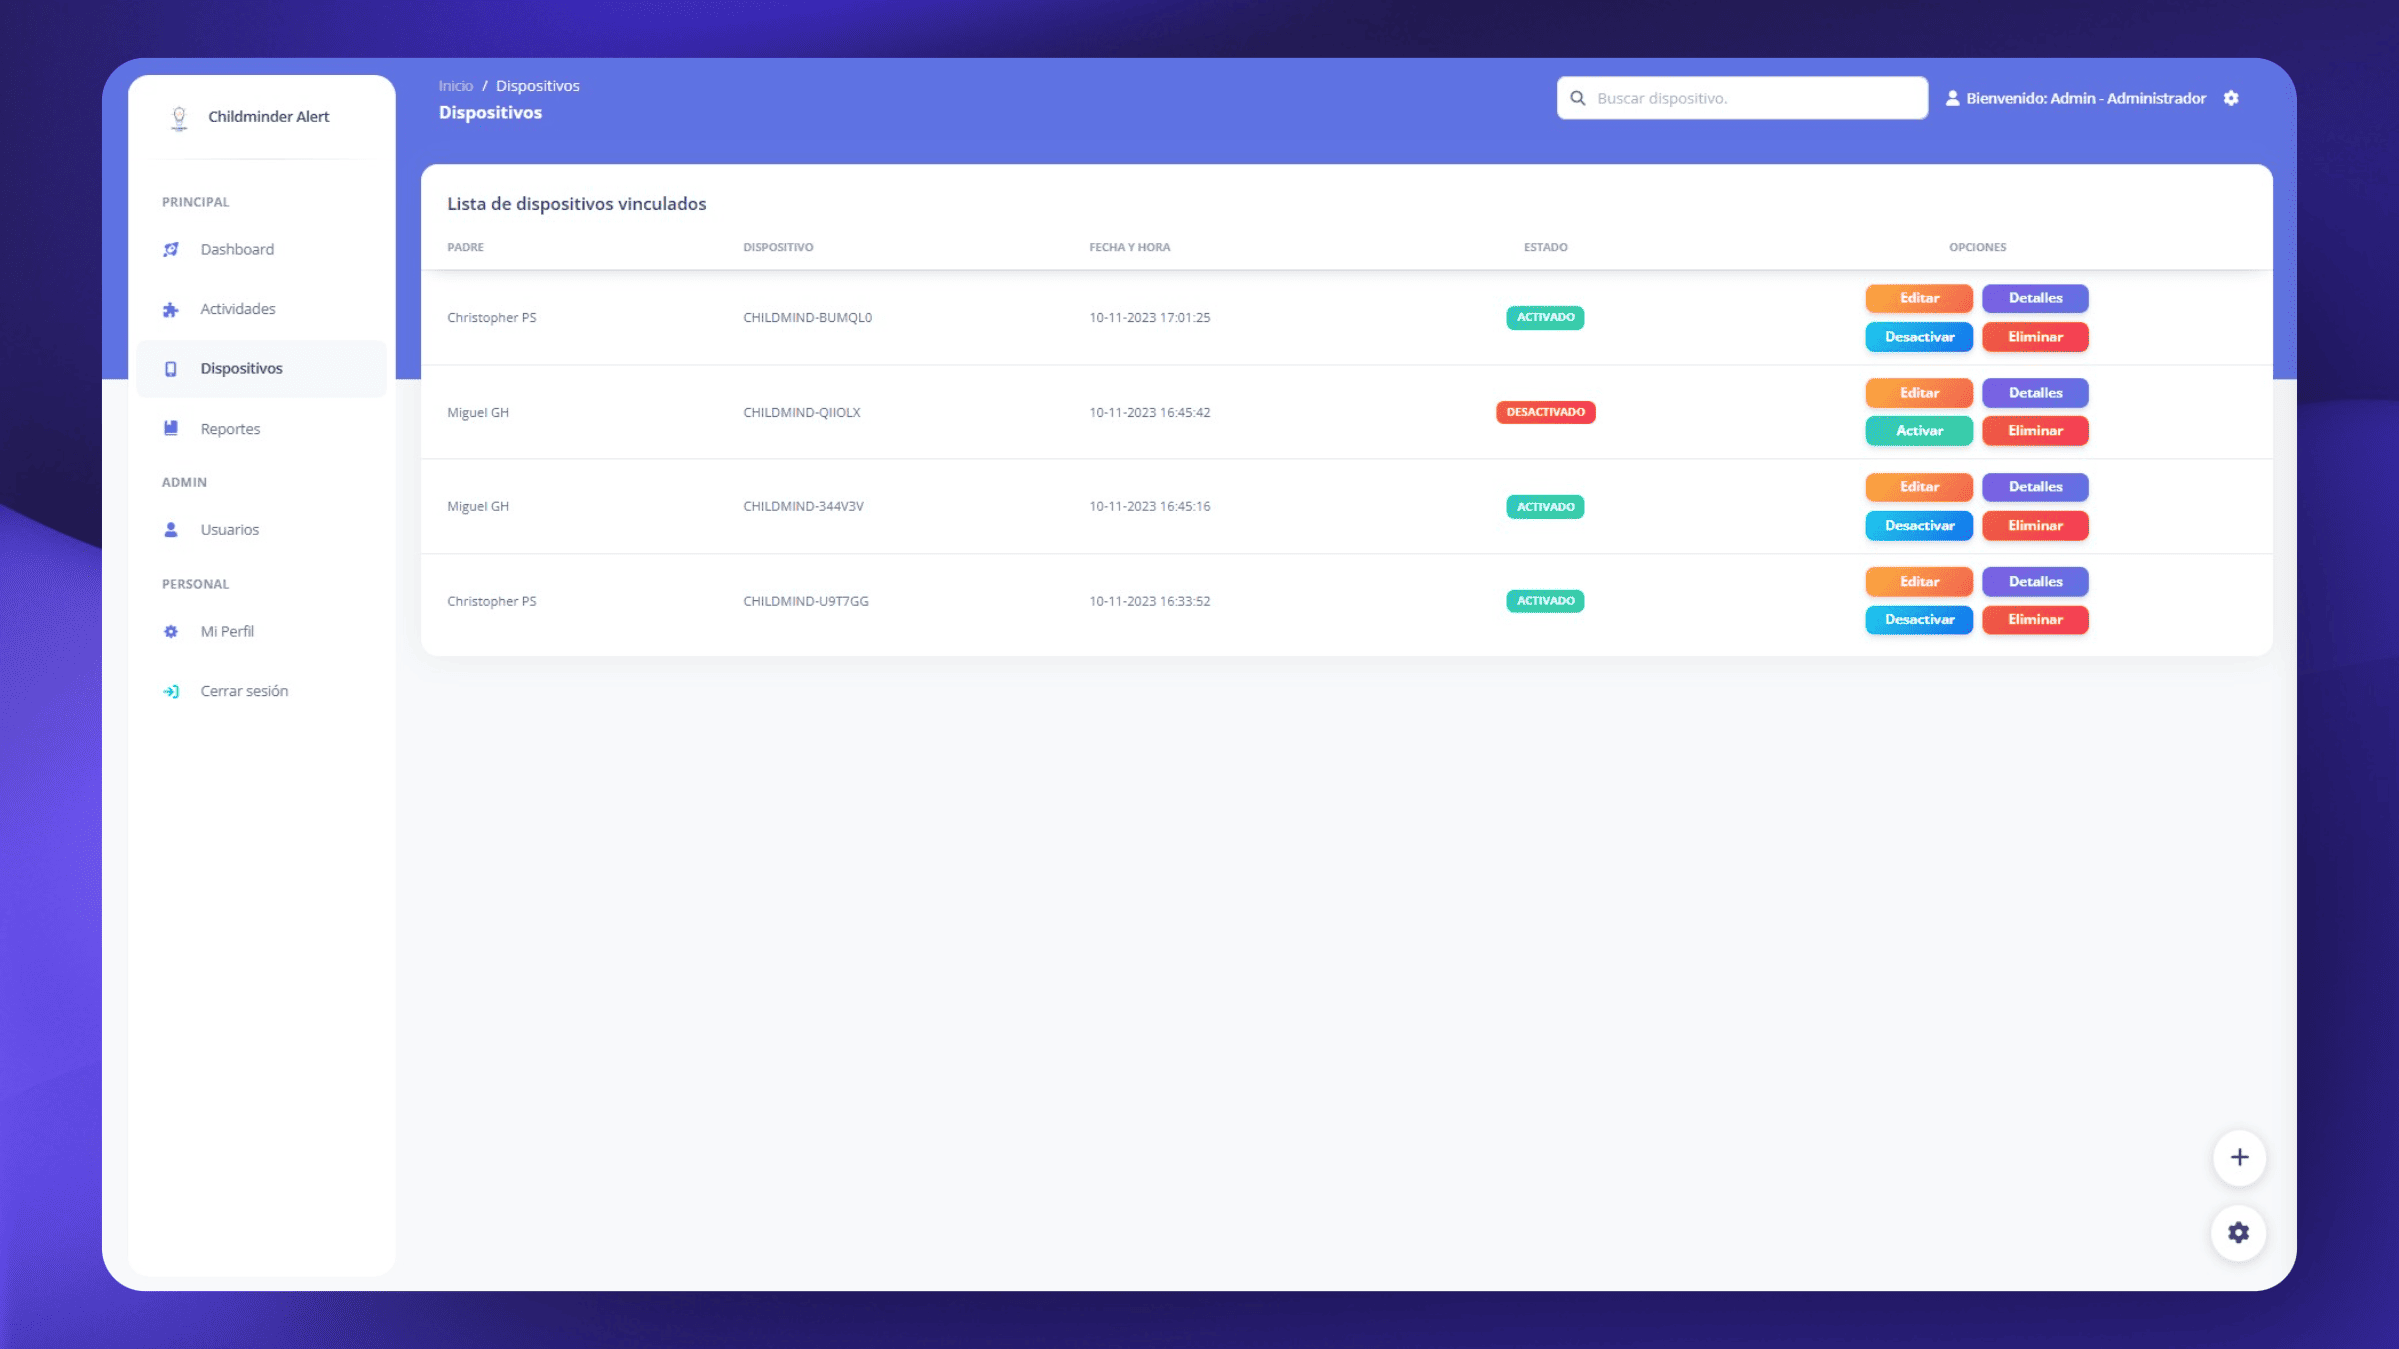 Childminder Alert
PRINCIPAL
Dashboard
Actividades
Dispositivos
Reportes
ADMIN
Usuarios
PERSONAL
Mi Perfil
Cerrar sesión
Inicio / Dispositivos
Dispositivos
Buscar dispositivo.
Bienvenido: Admin - Administrador
Lista de dispositivos vinculados
PADRE DISPOSITIVO FECHA Y HORA ESTADO OPCIONES
Christopher PS CHILDMIND-BUMQL0 10-11-2023 17:01:25 ACTIVADO
Editar Detalles
Desactivar Eliminar
Miguel GH CHILDMIND-QIIOLX 10-11-2023 16:45:42 DESACTIVADO
Editar Detalles
Activar Eliminar
Miguel GH CHILDMIND-344V3V 10-11-2023 16:45:16 ACTIVADO
Editar Detalles
Desactivar Eliminar
Christopher PS CHILDMIND-U9T7GG 10-11-2023 16:33:52 ACTIVADO
Editar Detalles
Desactivar Eliminar